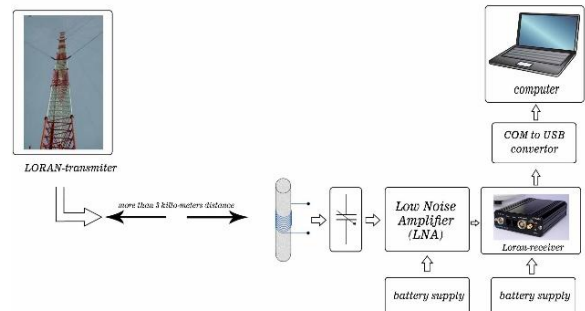 LORAN-transmiter
more than 3 kilo-meters distance
Low Noise
Amplifier
(LNA)
battery supply
computer
COM to USB
convertor
Loran-receiver
battery supply